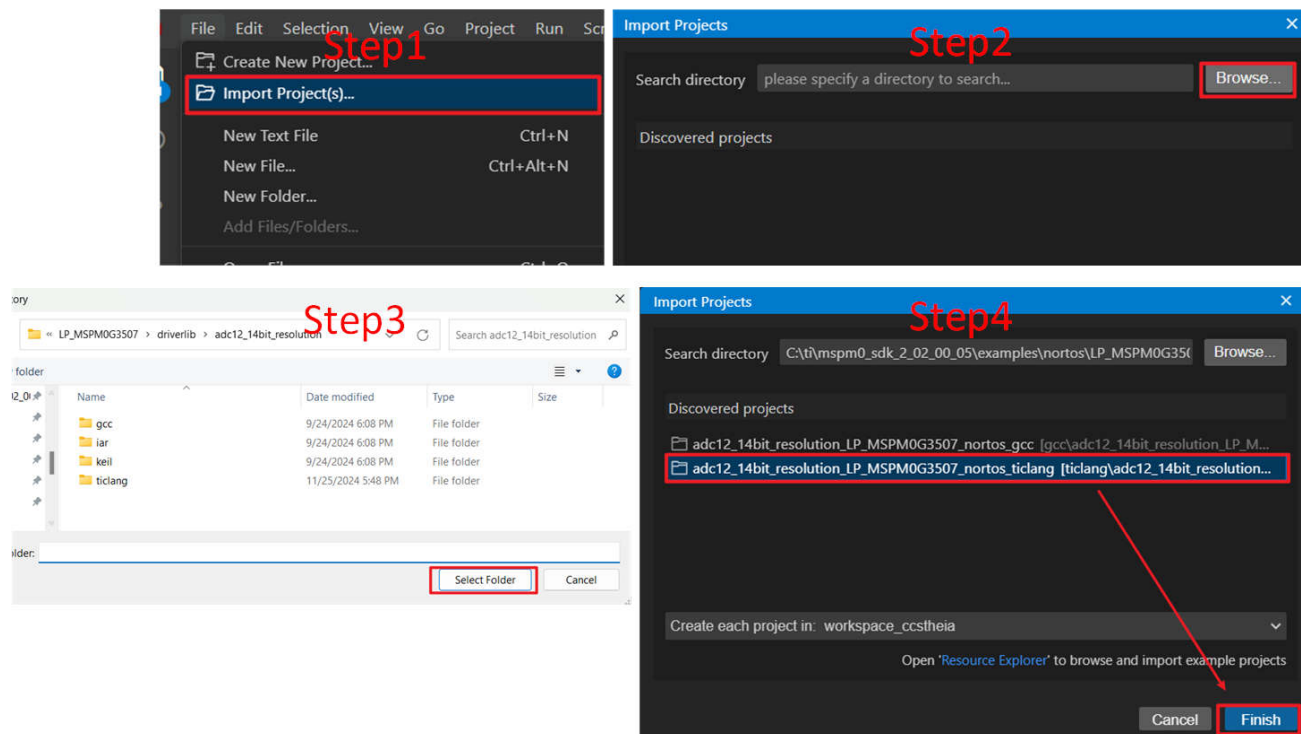 File Edit Selection View Go Project Run Scr
Step1
Create New Project...
Import Project(s)...
New Text File Ctrl+N
New File... Ctrl+Alt+N
New Folder...
Add Files/Folders...
Import Projects
Step2
Search directory please specify a directory to search... Browse...
Discovered projects
ory
Step3
« LP_MSPM0G3507 › driverlib › adc12_14bit_resolution Search adc12_14bit_resolution
folder
Name Date modified Type Size
gcc 9/24/2024 6:08 PM File folder
iar 9/24/2024 6:08 PM File folder
keil 9/24/2024 6:08 PM File folder
ticlang 11/25/2024 5:48 PM File folder
older:
Select Folder Cancel
Import Projects
Step4
Search directory C:\ti\mspm0_sdk_2_02_00_05\examples\nortos\LP_MSPM0G35( Browse...
Discovered projects
adc12_14bit_resolution_LP_MSPM0G3507_nortos_gcc [gcc\adc12_14bit_resolution_LP_M...
adc12_14bit_resolution_LP_MSPM0G3507_nortos_ticlang [ticlang\adc12_14bit_resolution...
Create each project in: workspace_ccstheia
Open 'Resource Explorer' to browse and import example projects
Cancel Finish